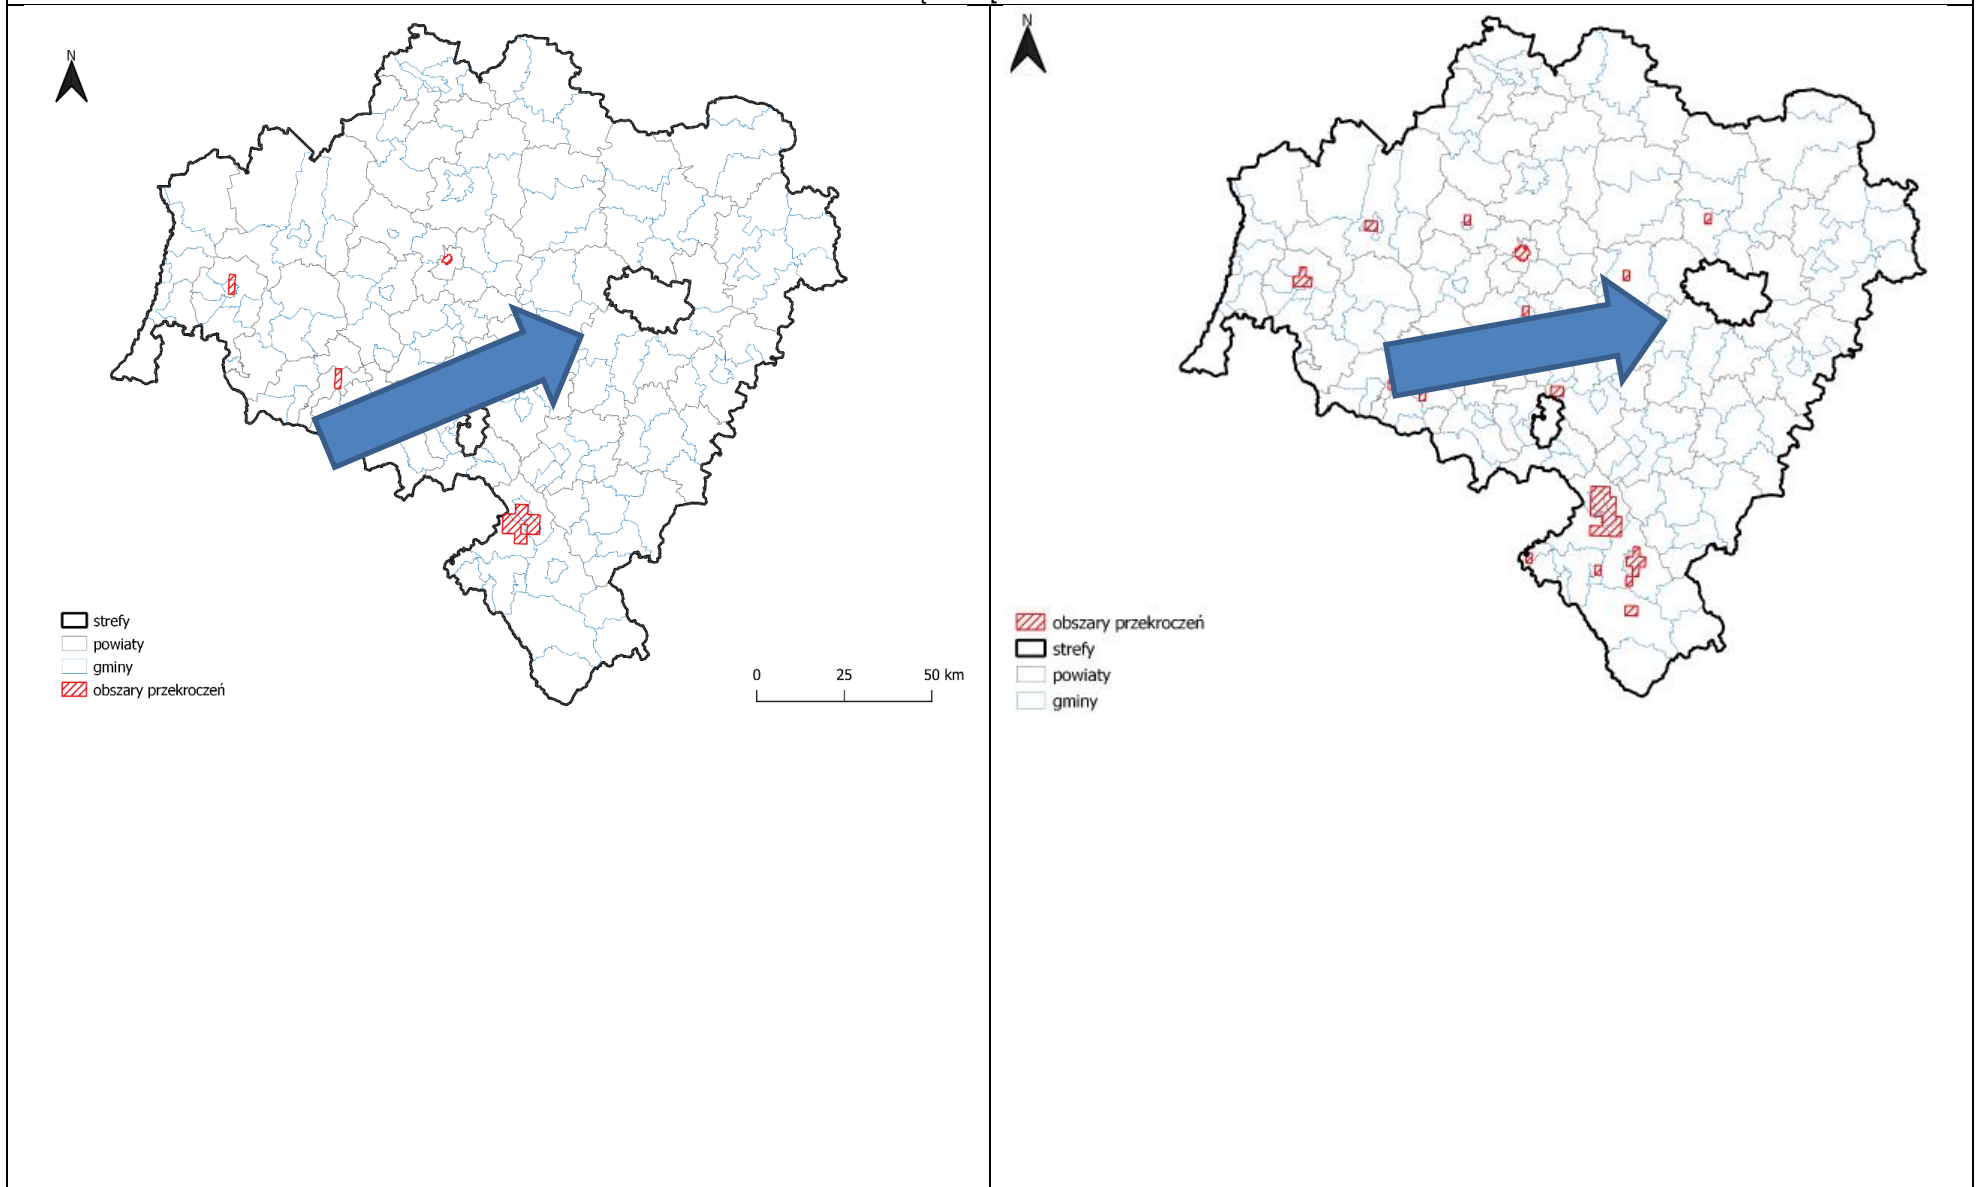 N
strefy
powiaty
gminy
obszary przekroczeń
0 25 50 km
N
obszary przekroczeń
strefy
powiaty
gminy